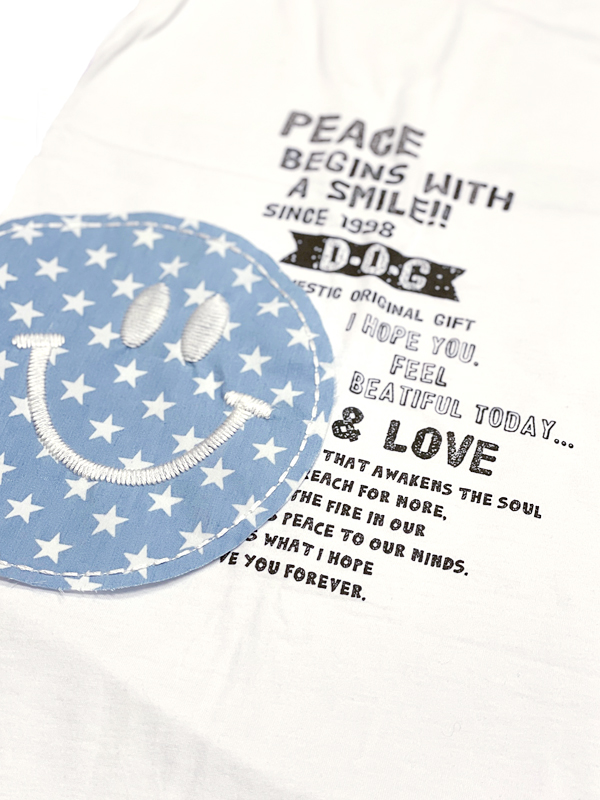 PEACE
BEGINS WITH
A SMILE!!
SINCE 1998
D·O·G
ORIGINAL GIFT
I HOPE YOU.
FEEL
BEATIFUL TODAY...
& LOVE
THAT AWAKENS THE SOUL
REACH FOR MORE,
THE FIRE IN OUR
PEACE TO OUR MINDS.
WHAT I HOPE
YOU FOREVER.